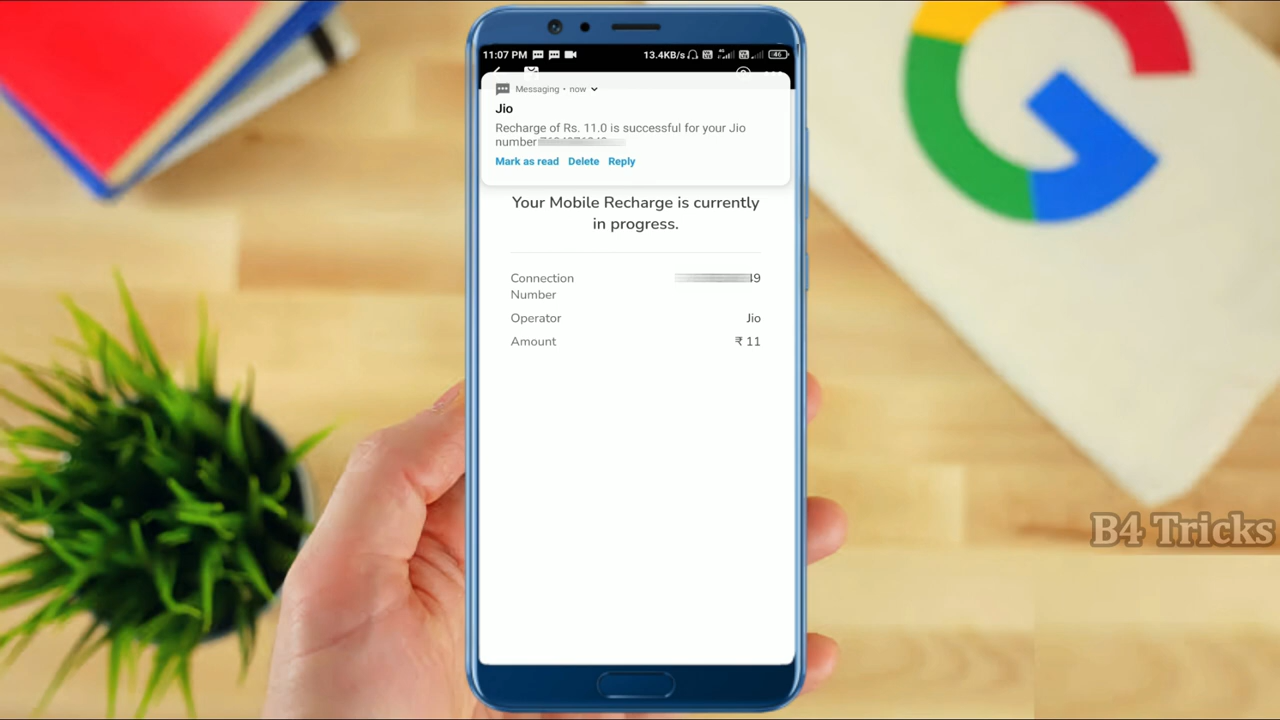 11:07 PM 13.4KB/s 46
Messaging • now
Jio
Recharge of Rs. 11.0 is successful for your Jio
number
Mark as read Delete Reply
Your Mobile Recharge is currently
in progress.
Connection 49
Number
Operator Jio
Amount ₹ 11
B4 Tricks